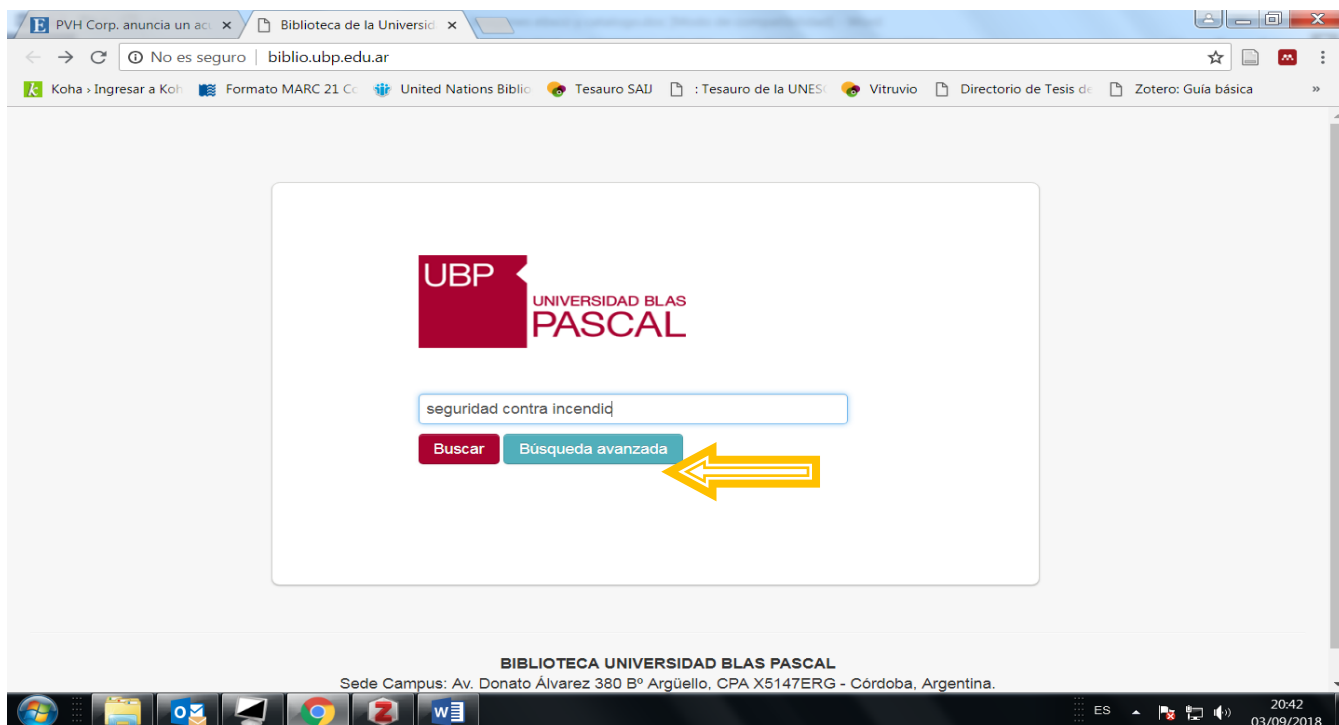 PVH Corp. anuncia un ac
Biblioteca de la Universid
No es seguro | biblio.ubp.edu.ar
Koha › Ingresar a Koh Formato MARC 21 Co United Nations Biblio Tesauro SAIJ : Tesauro de la UNESC Vitruvio Directorio de Tesis de Zotero: Guía básica »
UBP
UNIVERSIDAD BLAS
PASCAL
seguridad contra incendio
Buscar Búsqueda avanzada
BIBLIOTECA UNIVERSIDAD BLAS PASCAL
Sede Campus: Av. Donato Álvarez 380 Bº Argüello, CPA X5147ERG - Córdoba, Argentina.
ES
20:42
03/09/2018